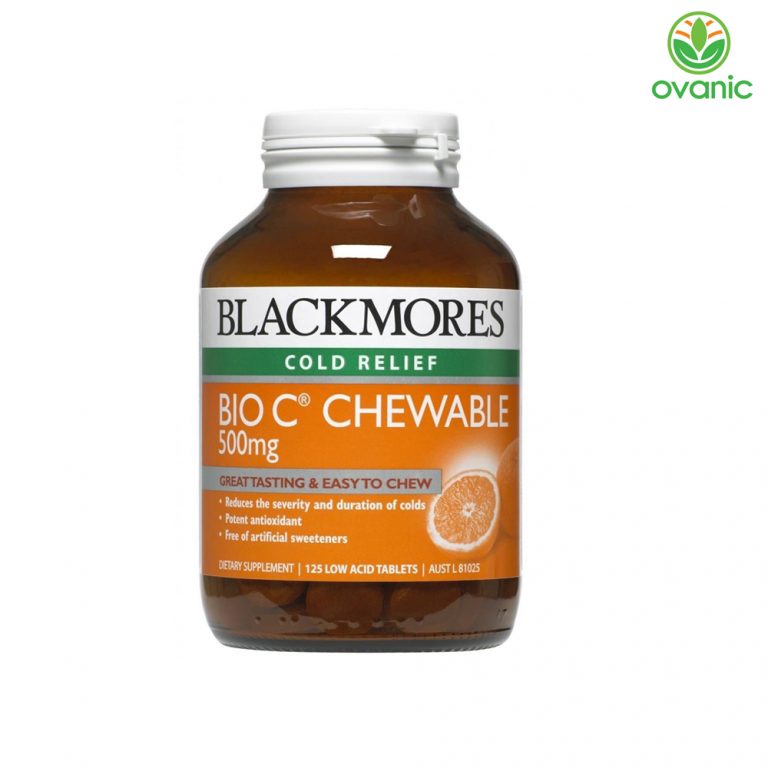 ovanic
BLACKMORES
COLD RELIEF
BIO C® CHEWABLE
500mg
GREAT TASTING & EASY TO CHEW
• Reduces the severity and duration of colds
• Potent antioxidant
• Free of artificial sweeteners
DIETARY SUPPLEMENT | 125 LOW ACID TABLETS | AUST L 81025